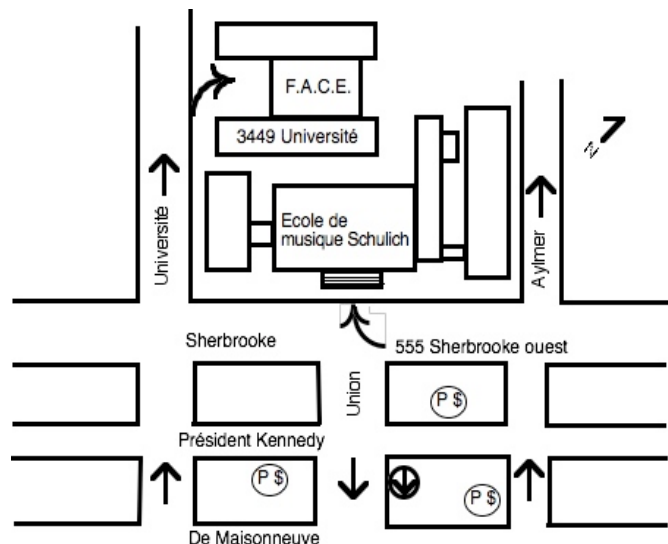 F.A.C.E.
3449 Université
Université
Ecole de
musique Schulich
Aylmer
N
Sherbrooke
555 Sherbrooke ouest
Union
P $
Président Kennedy
P $
P $
De Maisonneuve